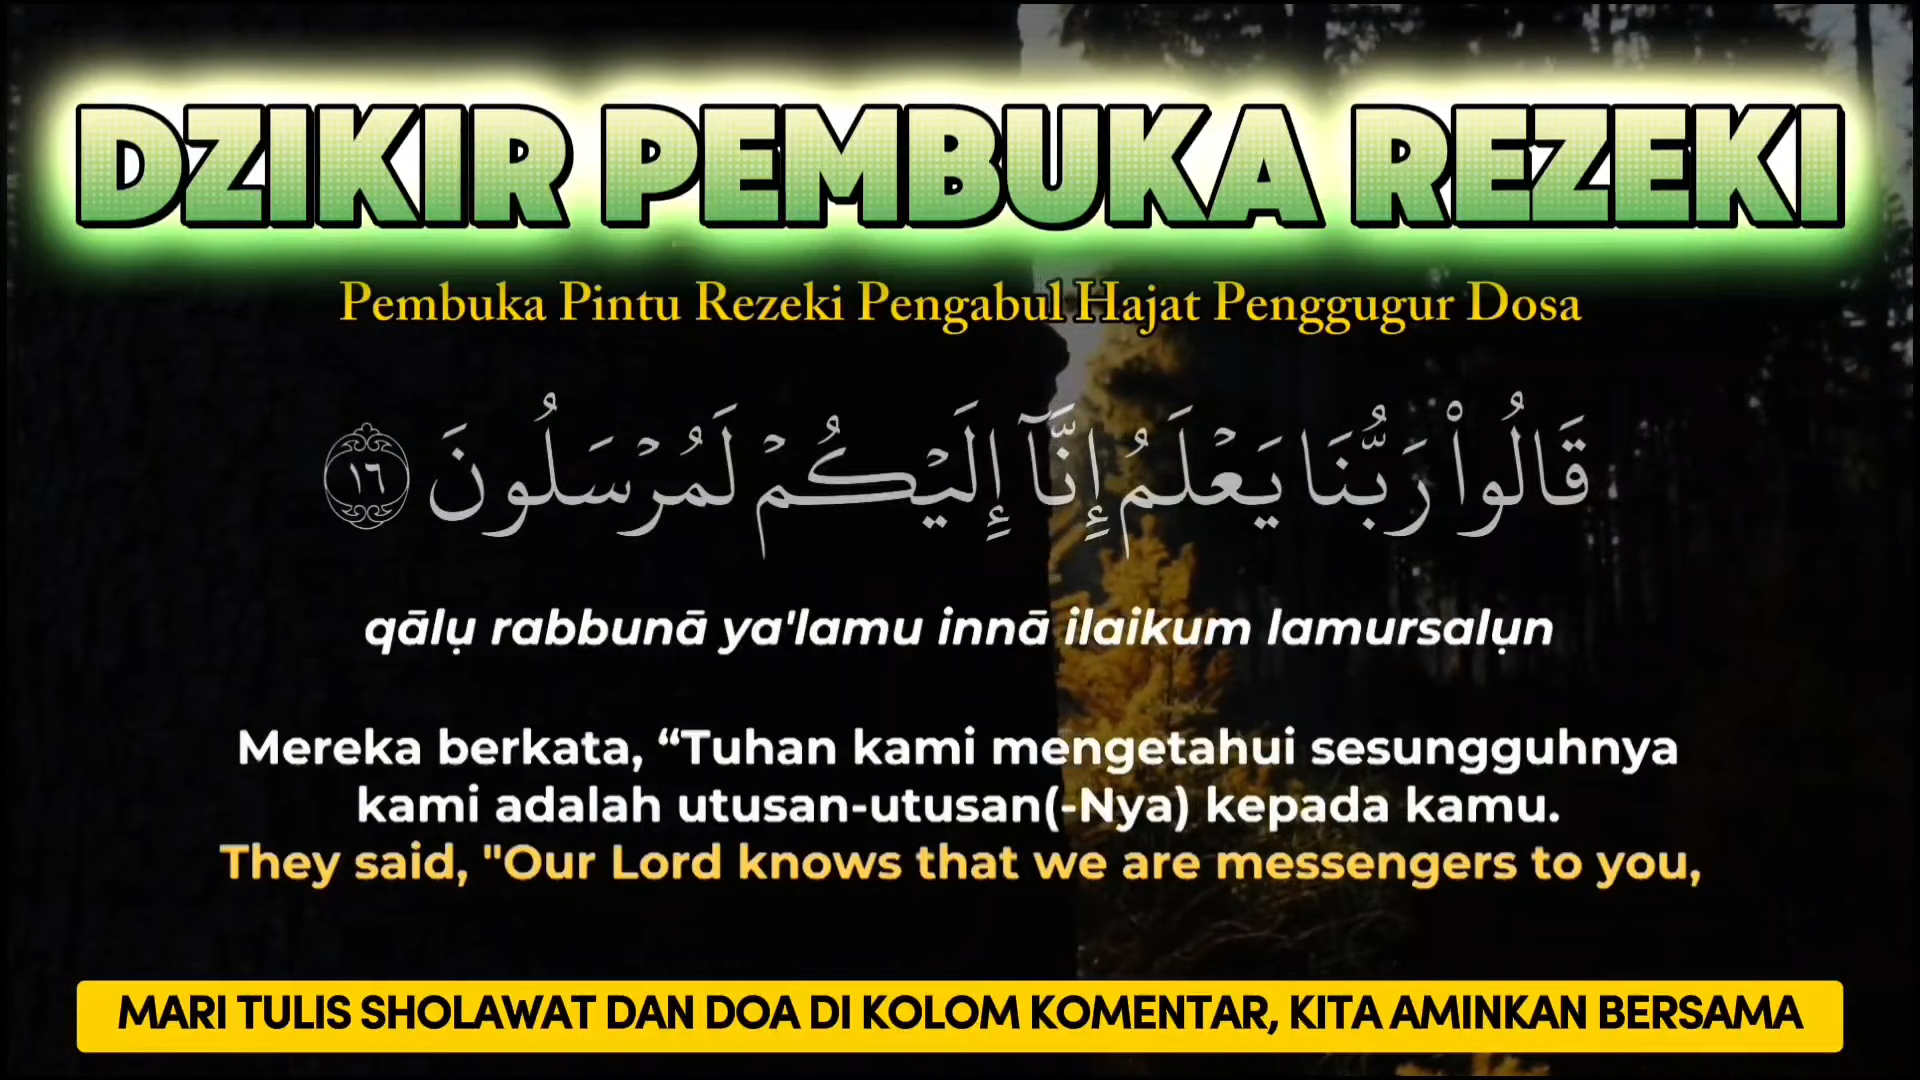 DZIKIR PEMBUKA REZEKI
Pembuka Pintu Rezeki Pengabul Hajat Penggugur Dosa
قَالُوا۟ رَبُّنَا يَعْلَمُ إِنَّآ إِلَيْكُمْ لَمُرْسَلُونَ ١٦
qālụ rabbunā ya'lamu innā ilaikum lamursalụn
Mereka berkata, “Tuhan kami mengetahui sesungguhnya
kami adalah utusan-utusan(-Nya) kepada kamu.
They said, "Our Lord knows that we are messengers to you,
MARI TULIS SHOLAWAT DAN DOA DI KOLOM KOMENTAR, KITA AMINKAN BERSAMA